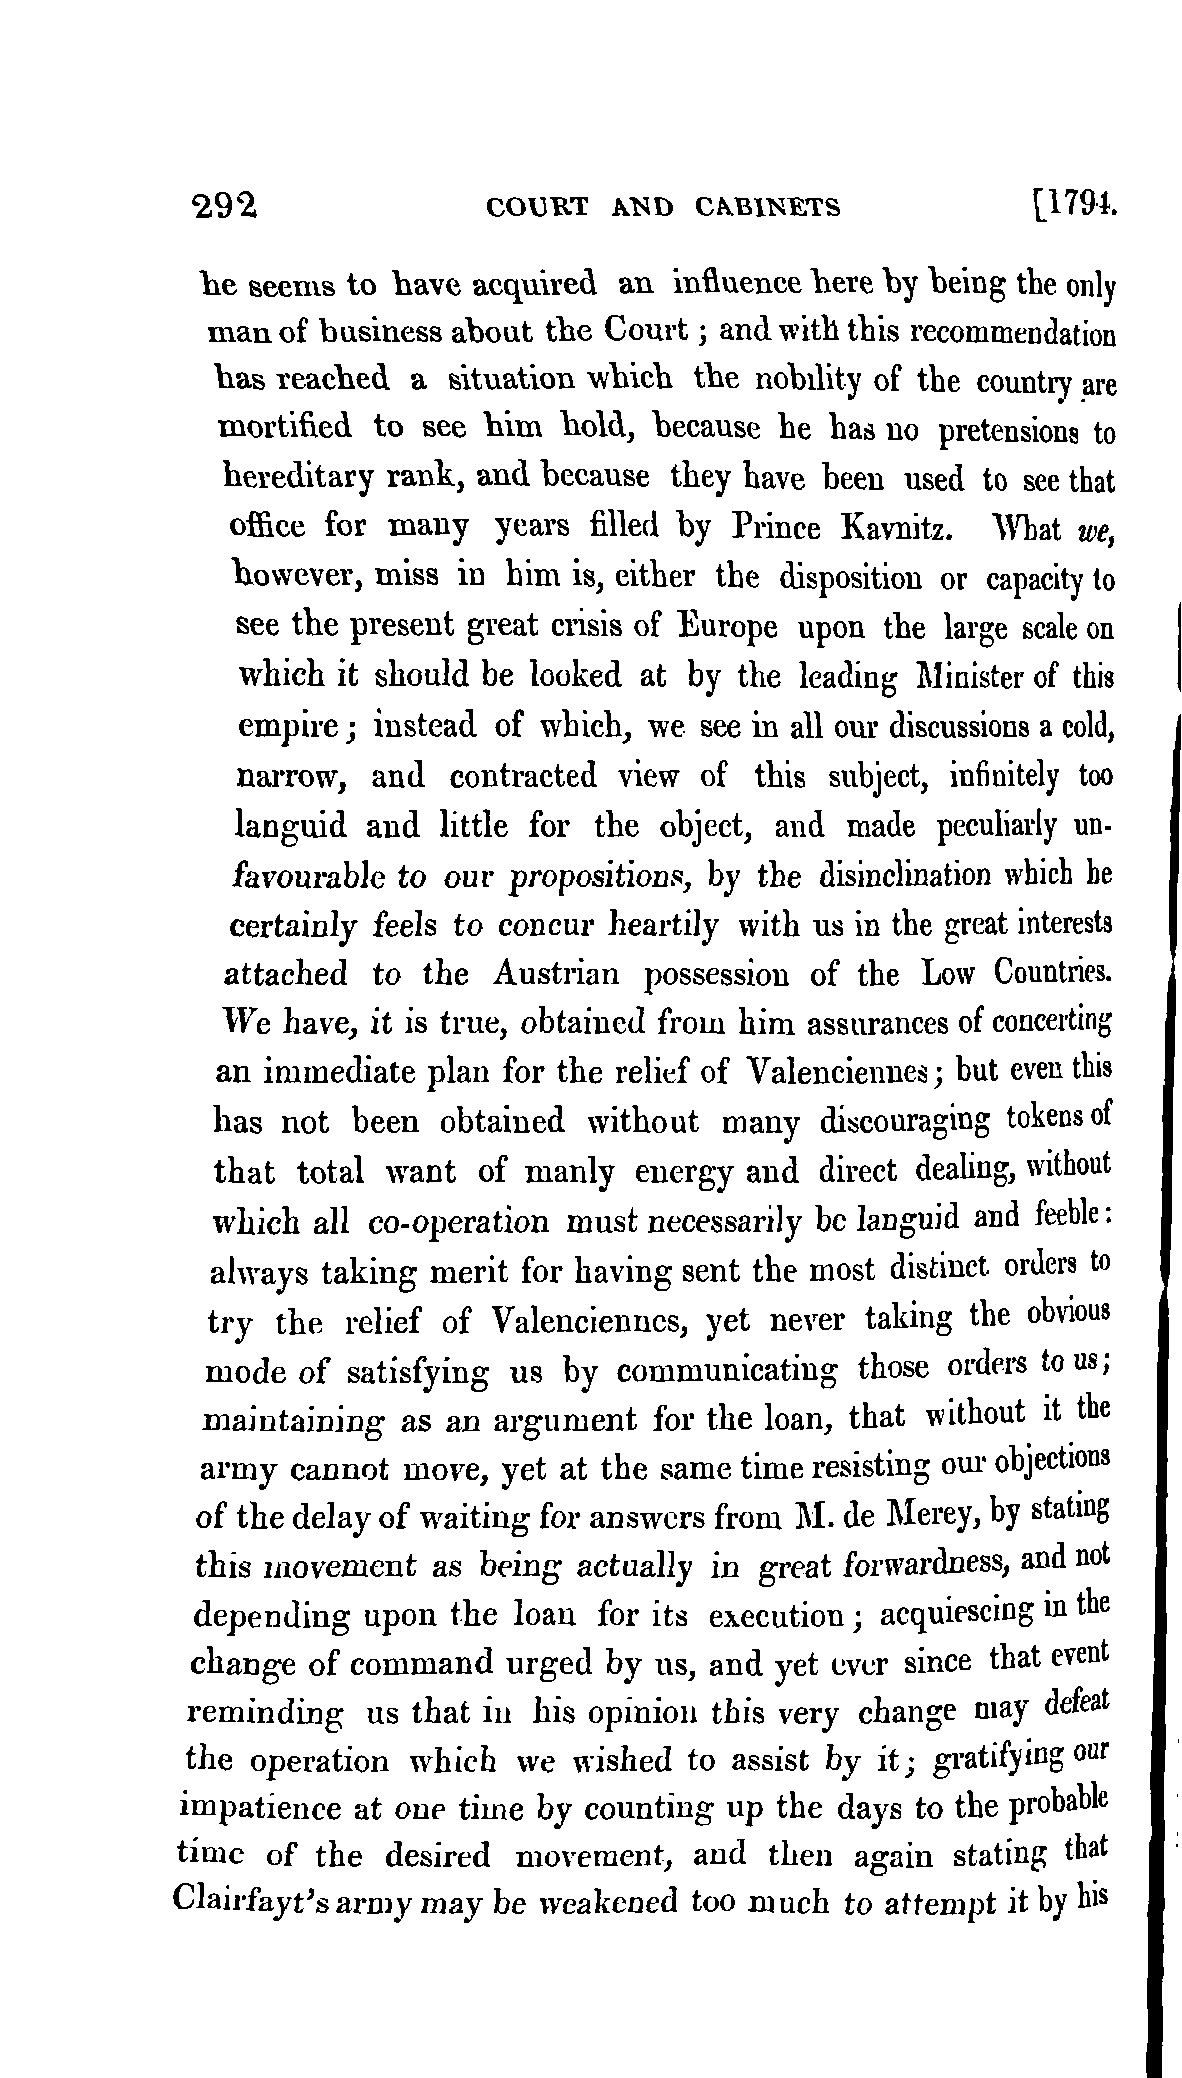 292 COURT AND CABINETS [1794.
he seems to have acquired an influence here by being the only
man of business about the Court ; and with this recommendation
has reached a situation which the nobility of the country are
mortified to see him hold, because he has no pretensions to
hereditary rank, and because they have been used to see that
office for many years filled by Prince Kavnitz. What we,
however, miss in him is, either the disposition or capacity to
see the present great crisis of Europe upon the large scale on
which it should be looked at by the leading Minister of this
empire ; instead of which, we see in all our discussions a cold,
narrow, and contracted view of this subject, infinitely too
languid and little for the object, and made peculiarly un-
favourable to our propositions, by the disinclination which he
certainly feels to concur heartily with us in the great interests
attached to the Austrian possession of the Low Countries.
We have, it is true, obtained from him assurances of concerting
an immediate plan for the relief of Valenciennes ; but even this
has not been obtained without many discouraging tokens of
that total want of manly energy and direct dealing, without
which all co-operation must necessarily be languid and feeble :
always taking merit for having sent the most distinct orders to
try the relief of Valenciennes, yet never taking the obvious
mode of satisfying us by communicating those orders to us ;
maintaining as an argument for the loan, that without it the
army cannot move, yet at the same time resisting our objections
of the delay of waiting for answers from M. de Merey, by stating
this movement as being actually in great forwardness, and not
depending upon the loan for its execution ; acquiescing in the
change of command urged by us, and yet ever since that event
reminding us that in his opinion this very change may defeat
the operation which we wished to assist by it ; gratifying our
impatience at one time by counting up the days to the probable
time of the desired movement, and then again stating that
Clairfayt's army may be weakened too much to attempt it by his